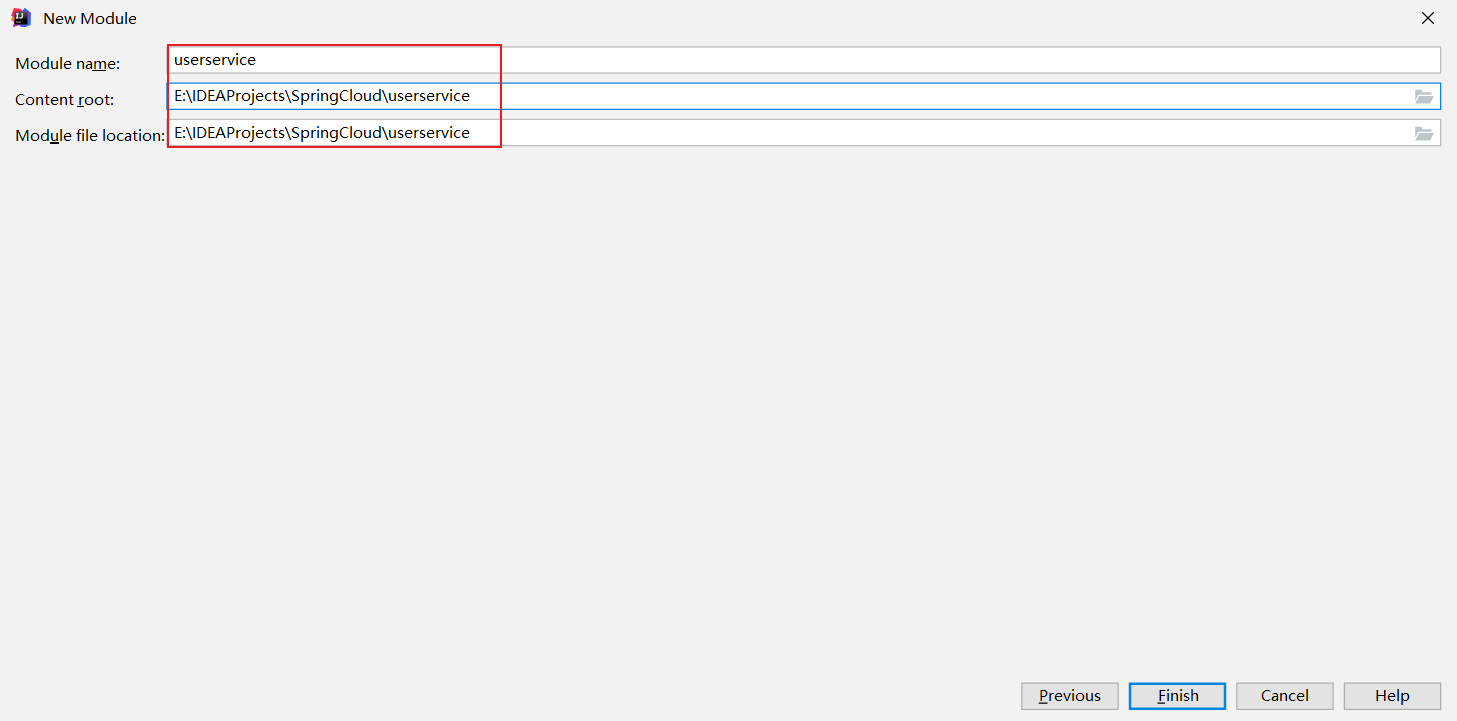 New Module
Module name: userservice
Content root: E:\IDEAProjects\SpringCloud\userservice
Module file location: E:\IDEAProjects\SpringCloud\userservice
Previous Finish Cancel Help